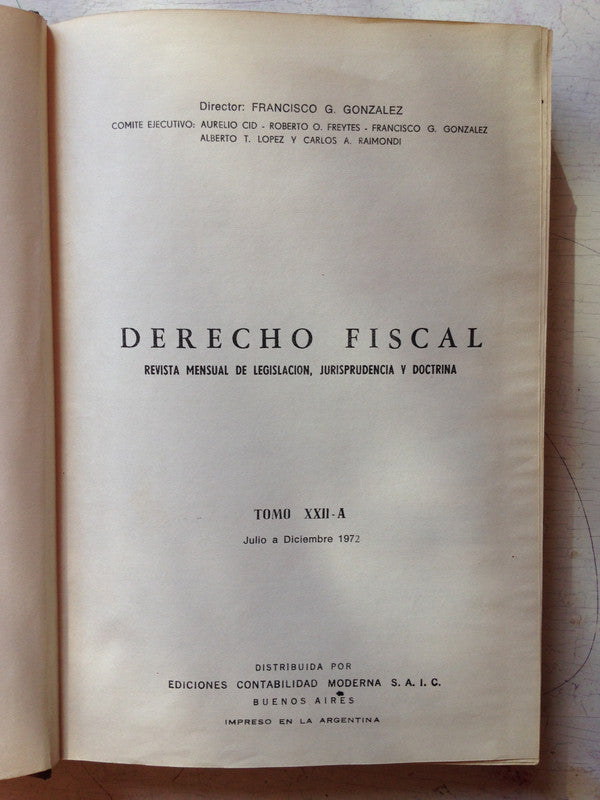 Director: FRANCISCO G. GONZALEZ
COMITE EJECUTIVO: AURELIO CID - ROBERTO O. FREYTES - FRANCISCO G. GONZALEZ
ALBERTO T. LOPEZ Y CARLOS A. RAIMONDI
DERECHO FISCAL
REVISTA MENSUAL DE LEGISLACION, JURISPRUDENCIA Y DOCTRINA
TOMO XXII-A
Julio a Diciembre 1972
DISTRIBUIDA POR
EDICIONES CONTABILIDAD MODERNA S. A. I. C.
BUENOS AIRES
IMPRESO EN LA ARGENTINA